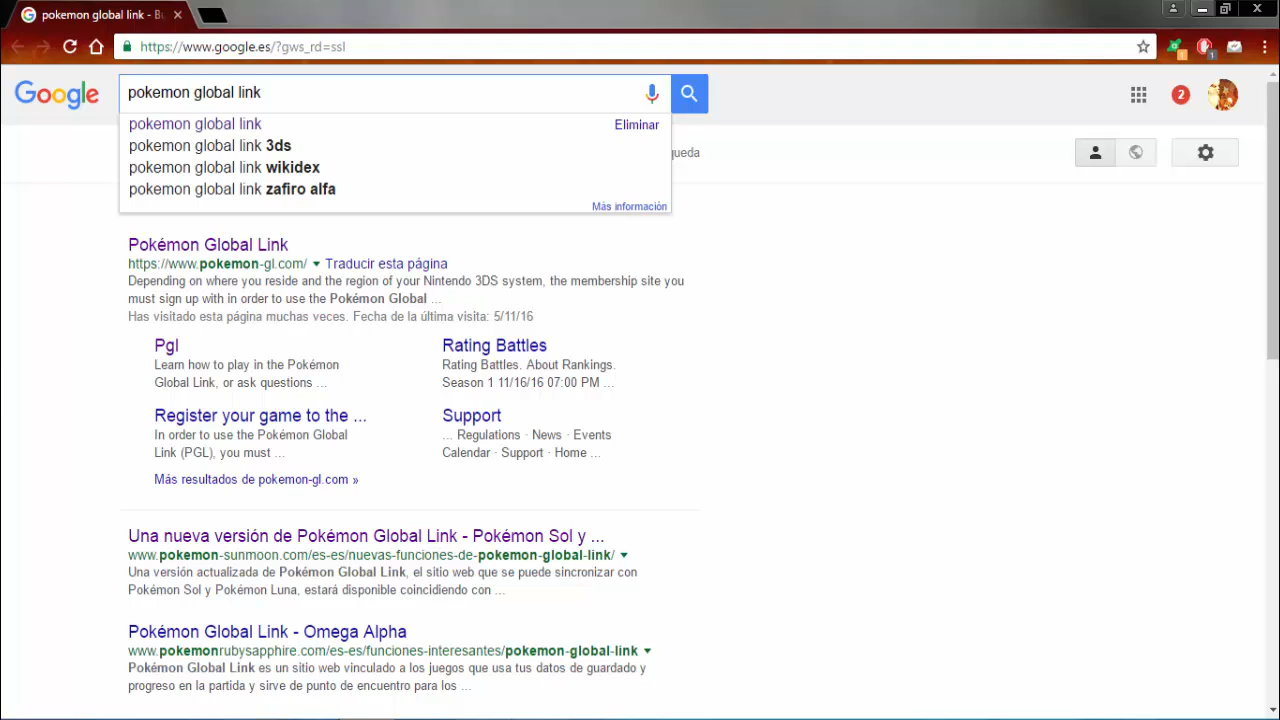 pokemon global link - B
https://www.google.es/?gws_rd=ssl
Google
pokemon global link
2
pokemon global link Eliminar
pokemon global link 3ds
pokemon global link wikidex
pokemon global link zafiro alfa
Más información
queda
Pokémon Global Link
https://www.pokemon-gl.com/ Traducir esta página
Depending on where you reside and the region of your Nintendo 3DS system, the membership site you
must sign up with in order to use the Pokémon Global ...
Has visitado esta página muchas veces. Fecha de la última visita: 5/11/16
Pgl
Learn how to play in the Pokémon
Global Link, or ask questions ...
Rating Battles
Rating Battles. About Rankings.
Season 1 11/16/16 07:00 PM ...
Register your game to the ...
In order to use the Pokémon Global
Link (PGL), you must ...
Support
... Regulations · News · Events
Calendar · Support · Home ...
Más resultados de pokemon-gl.com »
Una nueva versión de Pokémon Global Link - Pokémon Sol y ...
www.pokemon-sunmoon.com/es-es/nuevas-funciones-de-pokemon-global-link/
Una versión actualizada de Pokémon Global Link, el sitio web que se puede sincronizar con
Pokémon Sol y Pokémon Luna, estará disponible coincidiendo con ...
Pokémon Global Link - Omega Alpha
www.pokemonrubysapphire.com/es-es/funciones-interesantes/pokemon-global-link
Pokémon Global Link es un sitio web vinculado a los juegos que usa tus datos de guardado y
progreso en la partida y sirve de punto de encuentro para los ...